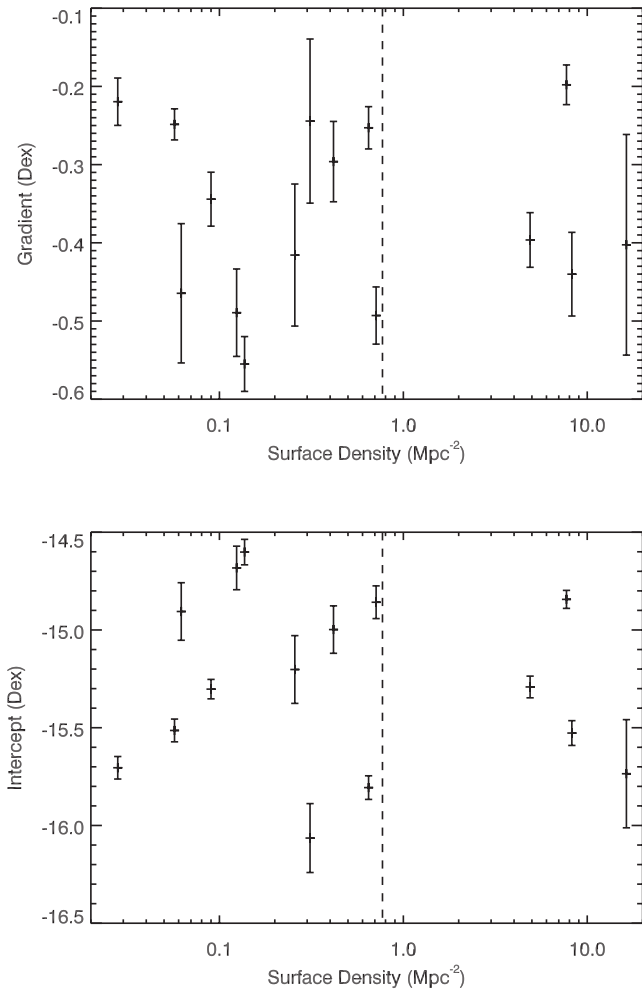 -0.1
-0.2
-0.3
-0.4
-0.5
-0.6
Gradient (Dex)
0.1 1.0 10.0
Surface Density (Mpc-2)
-14.5
-15.0
-15.5
-16.0
-16.5
Intercept (Dex)
0.1 1.0 10.0
Surface Density (Mpc-2)